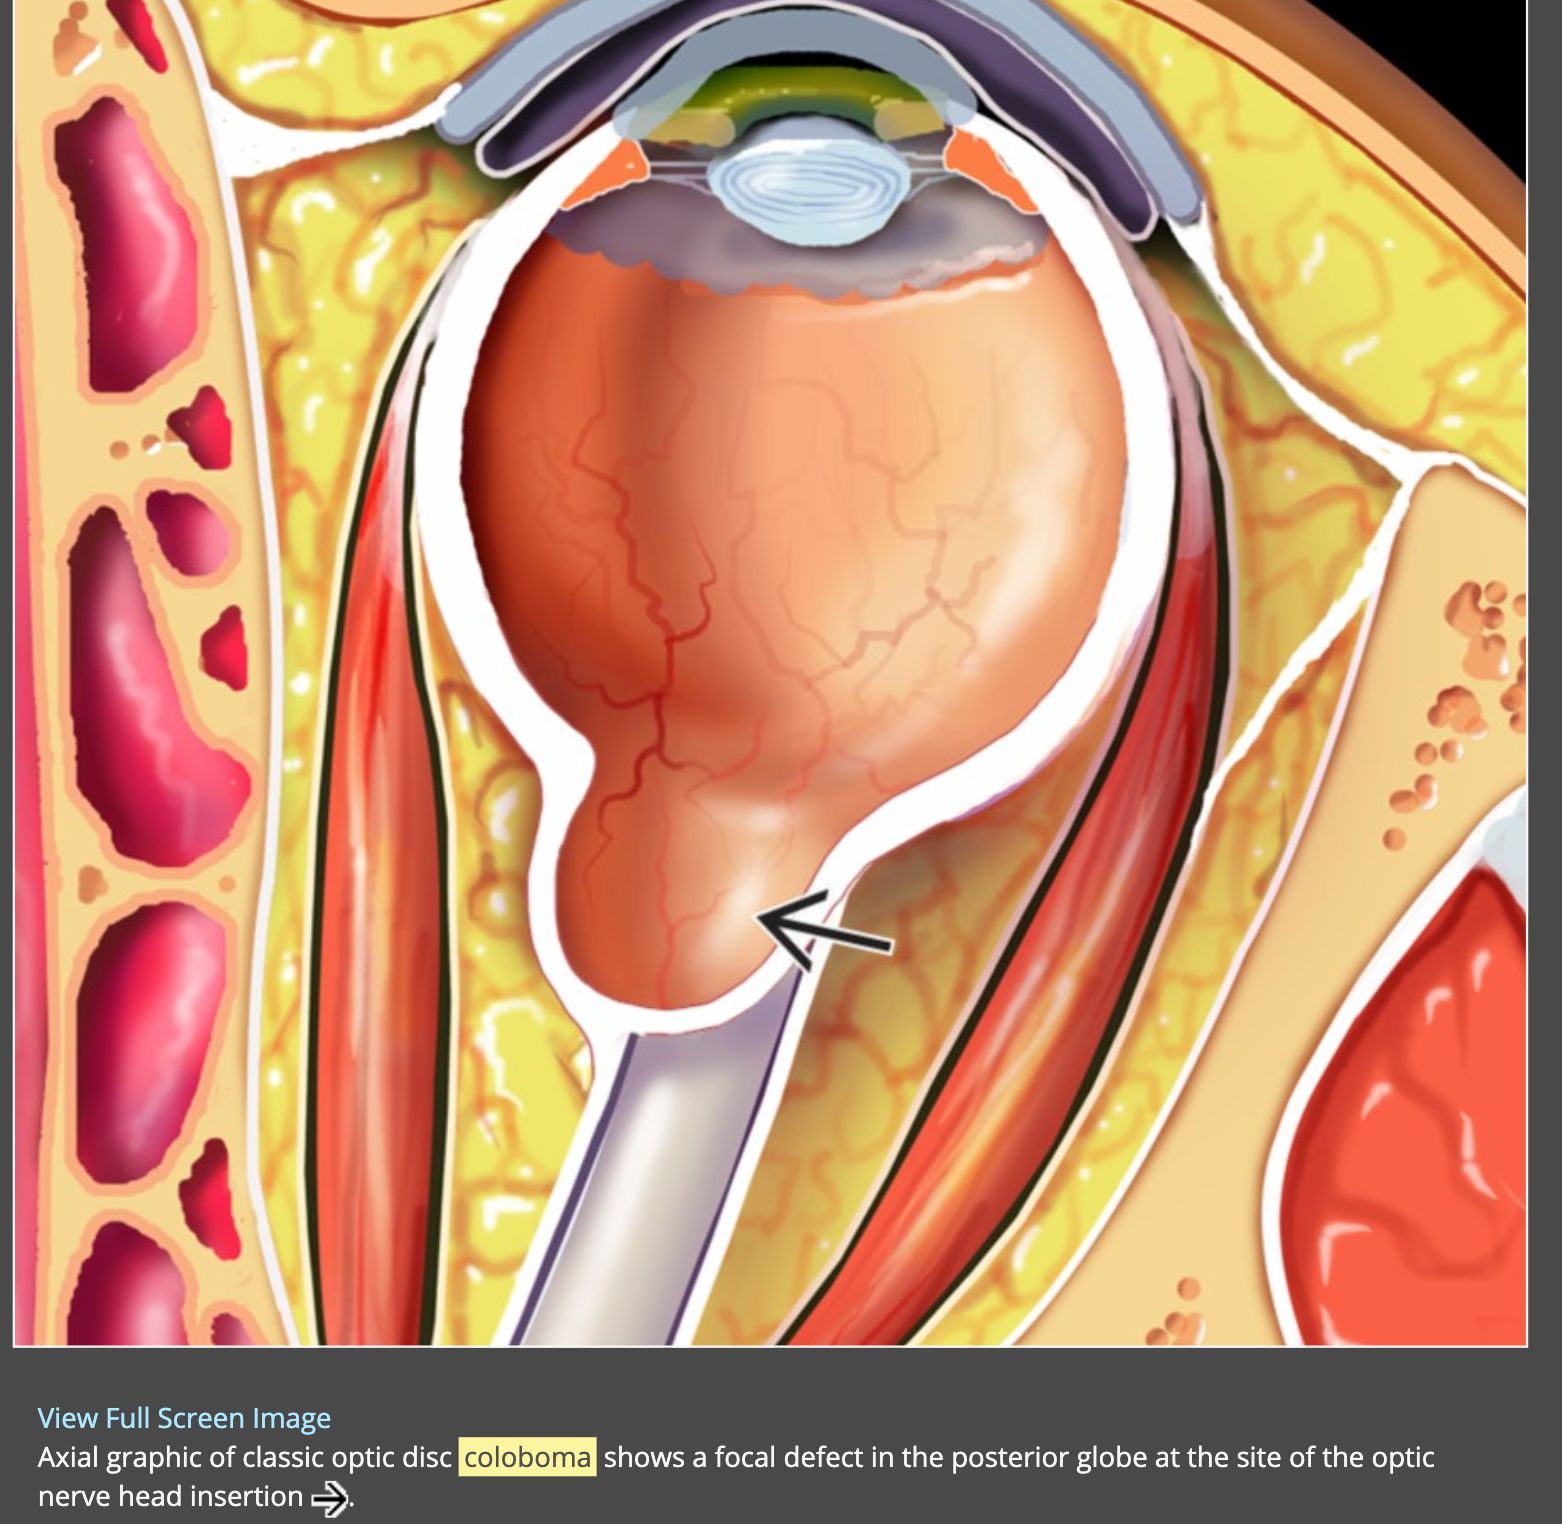 View Full Screen Image
Axial graphic of classic optic disc coloboma shows a focal defect in the posterior globe at the site of the optic
nerve head insertion ➔.